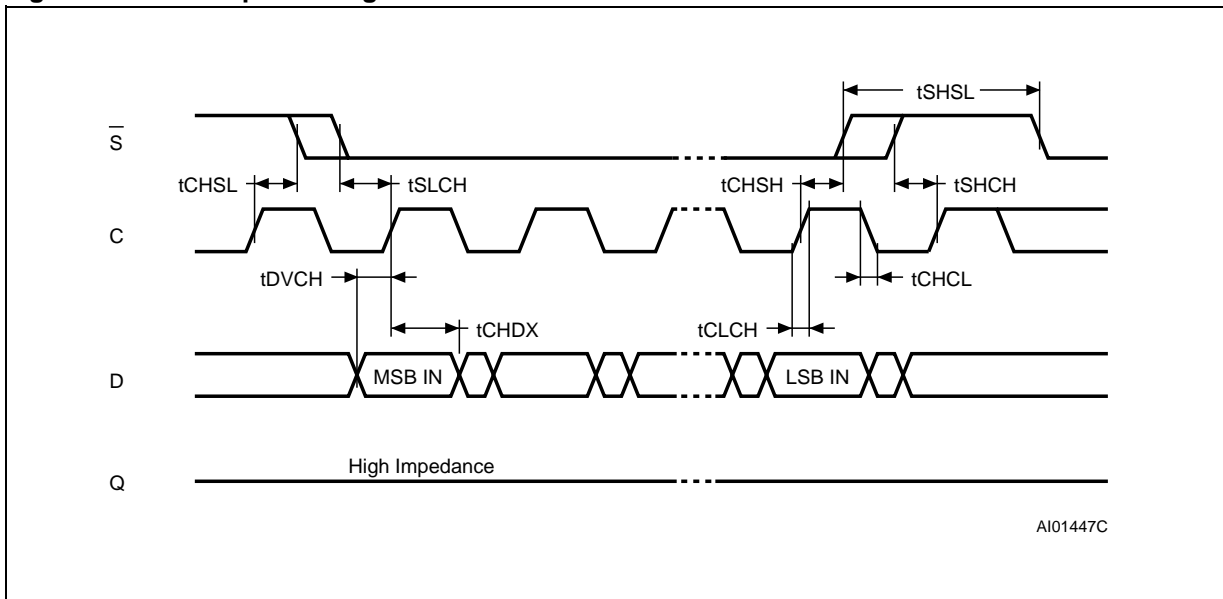 tSHSL
S
tCHSL
tSLCH
tCHSH
tSHCH
C
tDVCH
tCHCL
tCHDX
tCLCH
D
MSB IN
LSB IN
High Impedance
Q
AI01447C